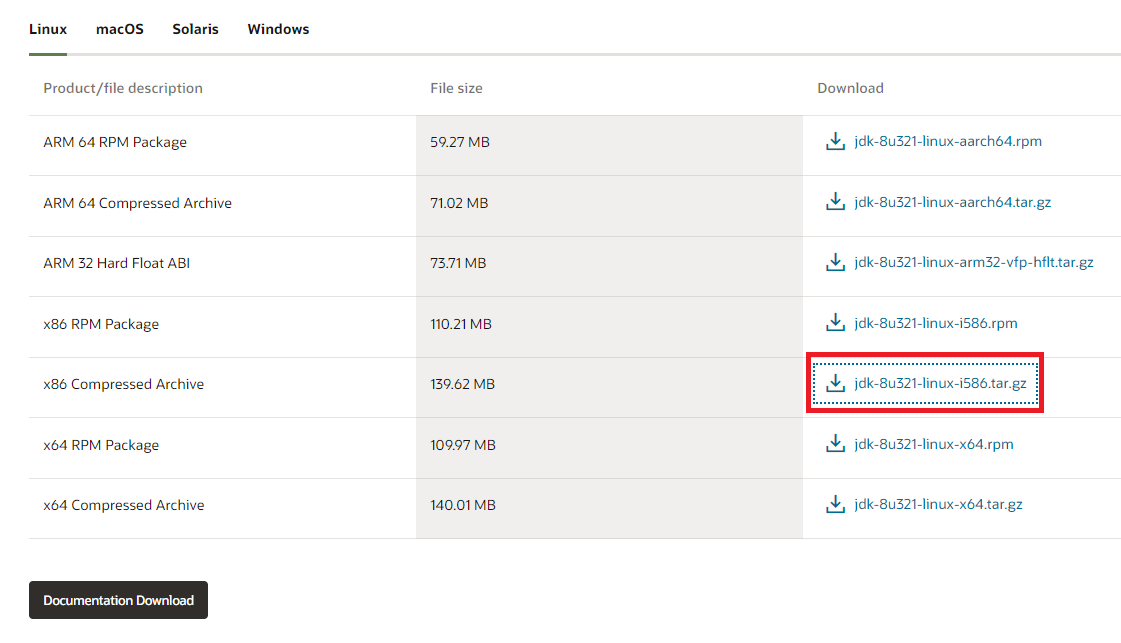 Linux macOS Solaris Windows
Product/file description File size Download
ARM 64 RPM Package 59.27 MB jdk-8u321-linux-aarch64.rpm
ARM 64 Compressed Archive 71.02 MB jdk-8u321-linux-aarch64.tar.gz
ARM 32 Hard Float ABI 73.71 MB jdk-8u321-linux-arm32-vfp-hflt.tar.gz
x86 RPM Package 110.21 MB jdk-8u321-linux-i586.rpm
x86 Compressed Archive 139.62 MB jdk-8u321-linux-i586.tar.gz
x64 RPM Package 109.97 MB jdk-8u321-linux-x64.rpm
x64 Compressed Archive 140.01 MB jdk-8u321-linux-x64.tar.gz
Documentation Download